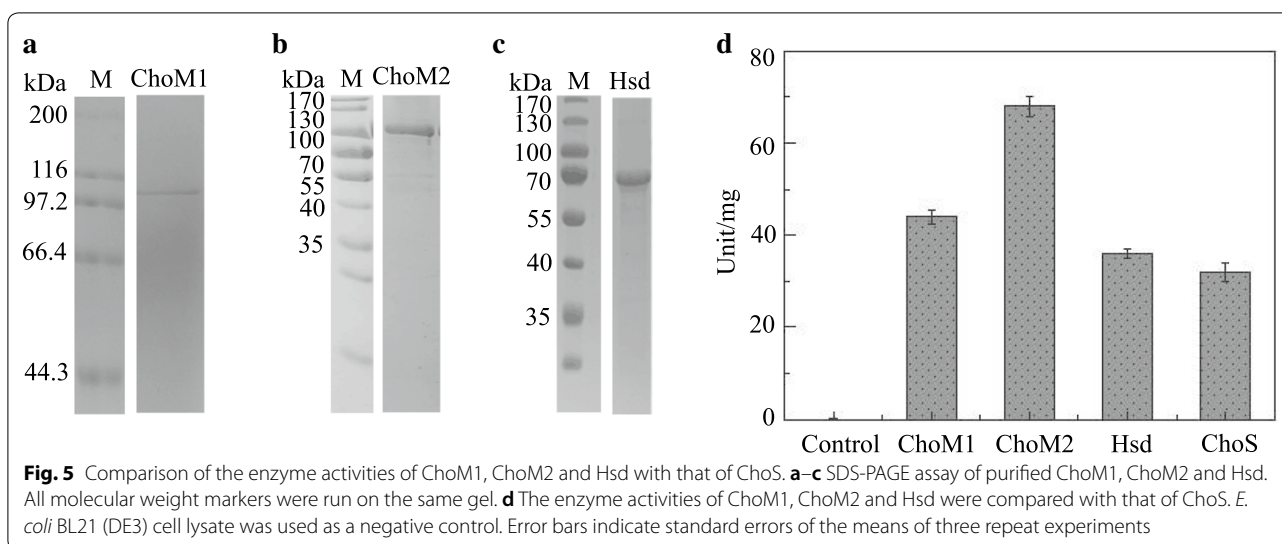 a
kDa M ChoM1
200
116
97.2
66.4
44.3
b
kDa M ChoM2
170
130
100
70
55
40
35
c
kDa M Hsd
170
130
100
70
55
40
35
d
Unit/mg
80
60
40
20
0
Control ChoM1 ChoM2 Hsd ChoS
Fig. 5 Comparison of the enzyme activities of ChoM1, ChoM2 and Hsd with that of ChoS. a–c SDS-PAGE assay of purified ChoM1, ChoM2 and Hsd.
All molecular weight markers were run on the same gel. d The enzyme activities of ChoM1, ChoM2 and Hsd were compared with that of ChoS. E.
coli BL21 (DE3) cell lysate was used as a negative control. Error bars indicate standard errors of the means of three repeat experiments